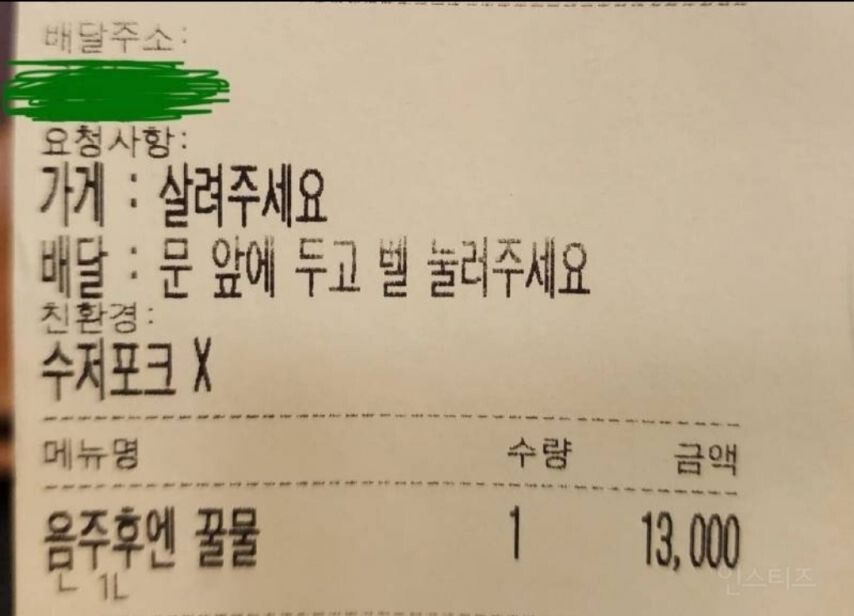 배달주소:
요청사항:
가게 : 살려주세요
배달 : 문 앞에 두고 벨 눌러주세요
친환경:
수저포크 X
메뉴명 수량 금액
음주후엔 꿀물 1 13,000
ㄴ 1L
인스티즈